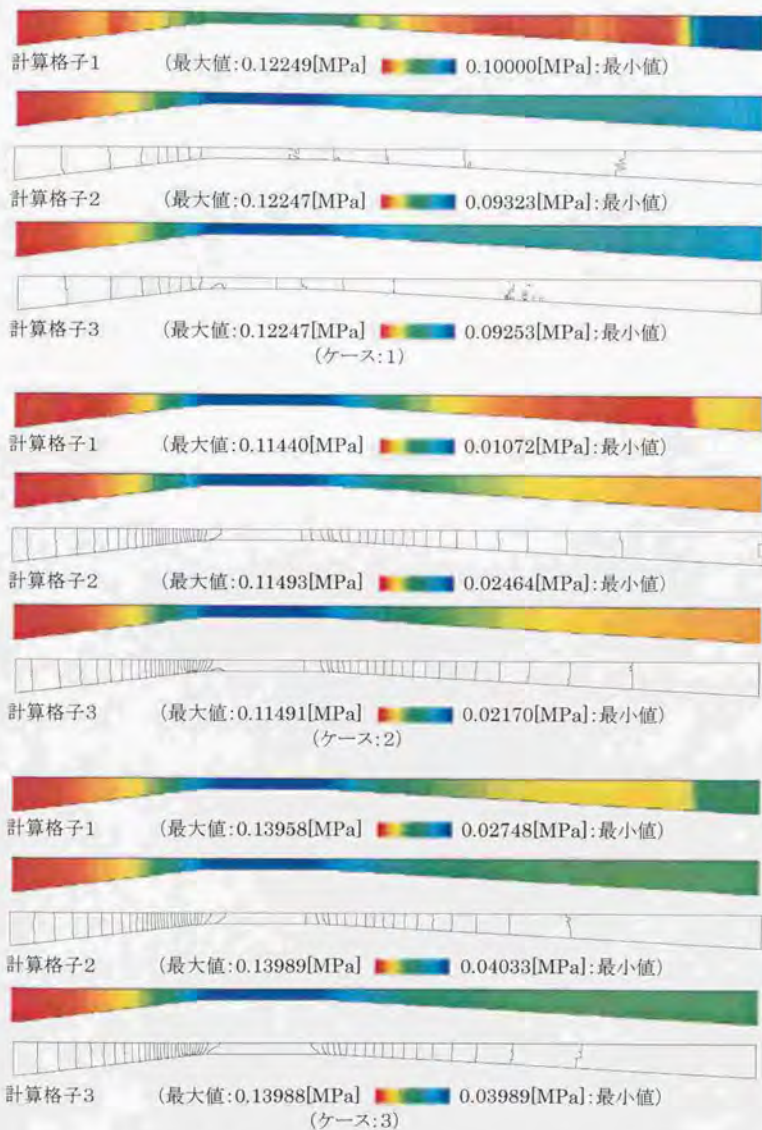 計算格子1 (最大値:0.12249[MPa] 0.10000[MPa]:最小値)
計算格子2 (最大値:0.12247[MPa] 0.09323[MPa]:最小値)
計算格子3 (最大値:0.12247[MPa] 0.09253[MPa]:最小値)
(ケース:1)
計算格子1 (最大値:0.11440[MPa] 0.01072[MPa]:最小値)
計算格子2 (最大値:0.11493[MPa] 0.02464[MPa]:最小値)
計算格子3 (最大値:0.11491[MPa] 0.02170[MPa]:最小値)
(ケース:2)
計算格子1 (最大値:0.13958[MPa] 0.02748[MPa]:最小値)
計算格子2 (最大値:0.13989[MPa] 0.04033[MPa]:最小値)
計算格子3 (最大値:0.13988[MPa] 0.03989[MPa]:最小値)
(ケース:3)